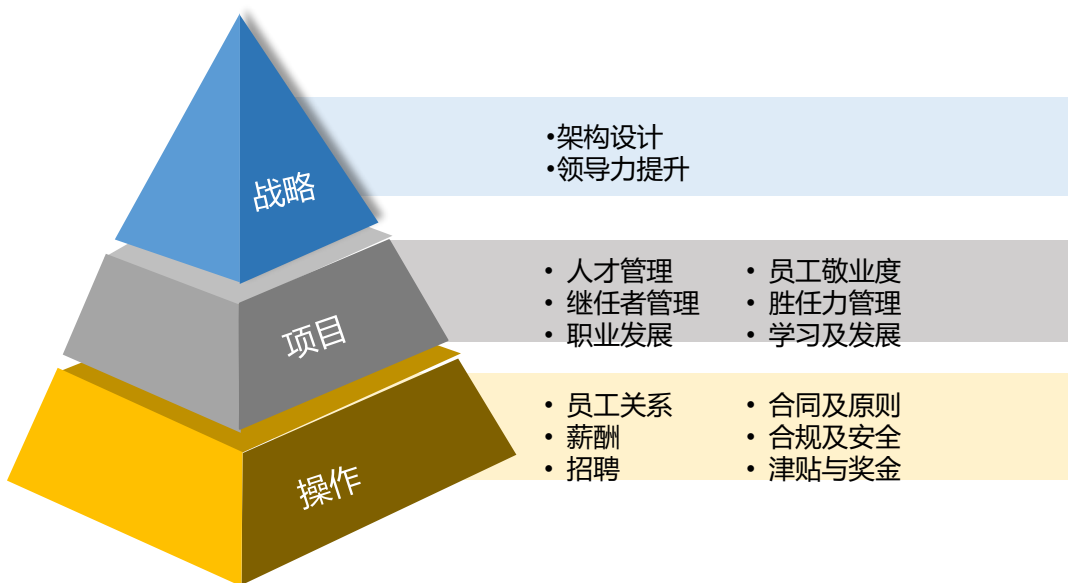 战略
•架构设计
•领导力提升
项目
• 人才管理
• 继任者管理
• 职业发展
• 员工敬业度
• 胜任力管理
• 学习及发展
操作
• 员工关系
• 薪酬
• 招聘
• 合同及原则
• 合规及安全
• 津贴与奖金